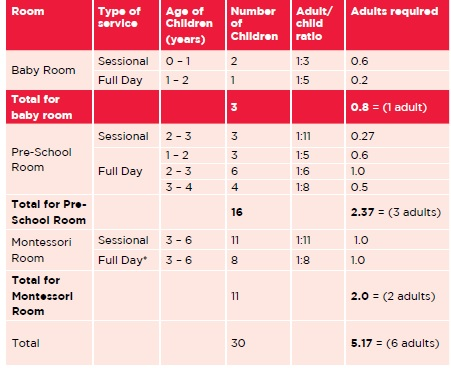 Room Type of service Age of Children (years) Number of Children Adult/ child ratio Adults required
Baby Room Sessional 0 – 1 2 1:3 0.6
Full Day 1 – 2 1 1:5 0.2
Total for baby room 3 0.8 = (1 adult)
Pre-School Room Sessional 2 – 3 3 1:11 0.27
Full Day 1 – 2 3 1:5 0.6
2 – 3 6 1:6 1.0
3 – 4 4 1:8 0.5
Total for Pre-School Room 16 2.37 = (3 adults)
Montessori Room Sessional 3 – 6 11 1:11 1.0
Full Day* 3 – 6 8 1:8 1.0
Total for Montessori Room 11 2.0 = (2 adults)
Total 30 5.17 = (6 adults)